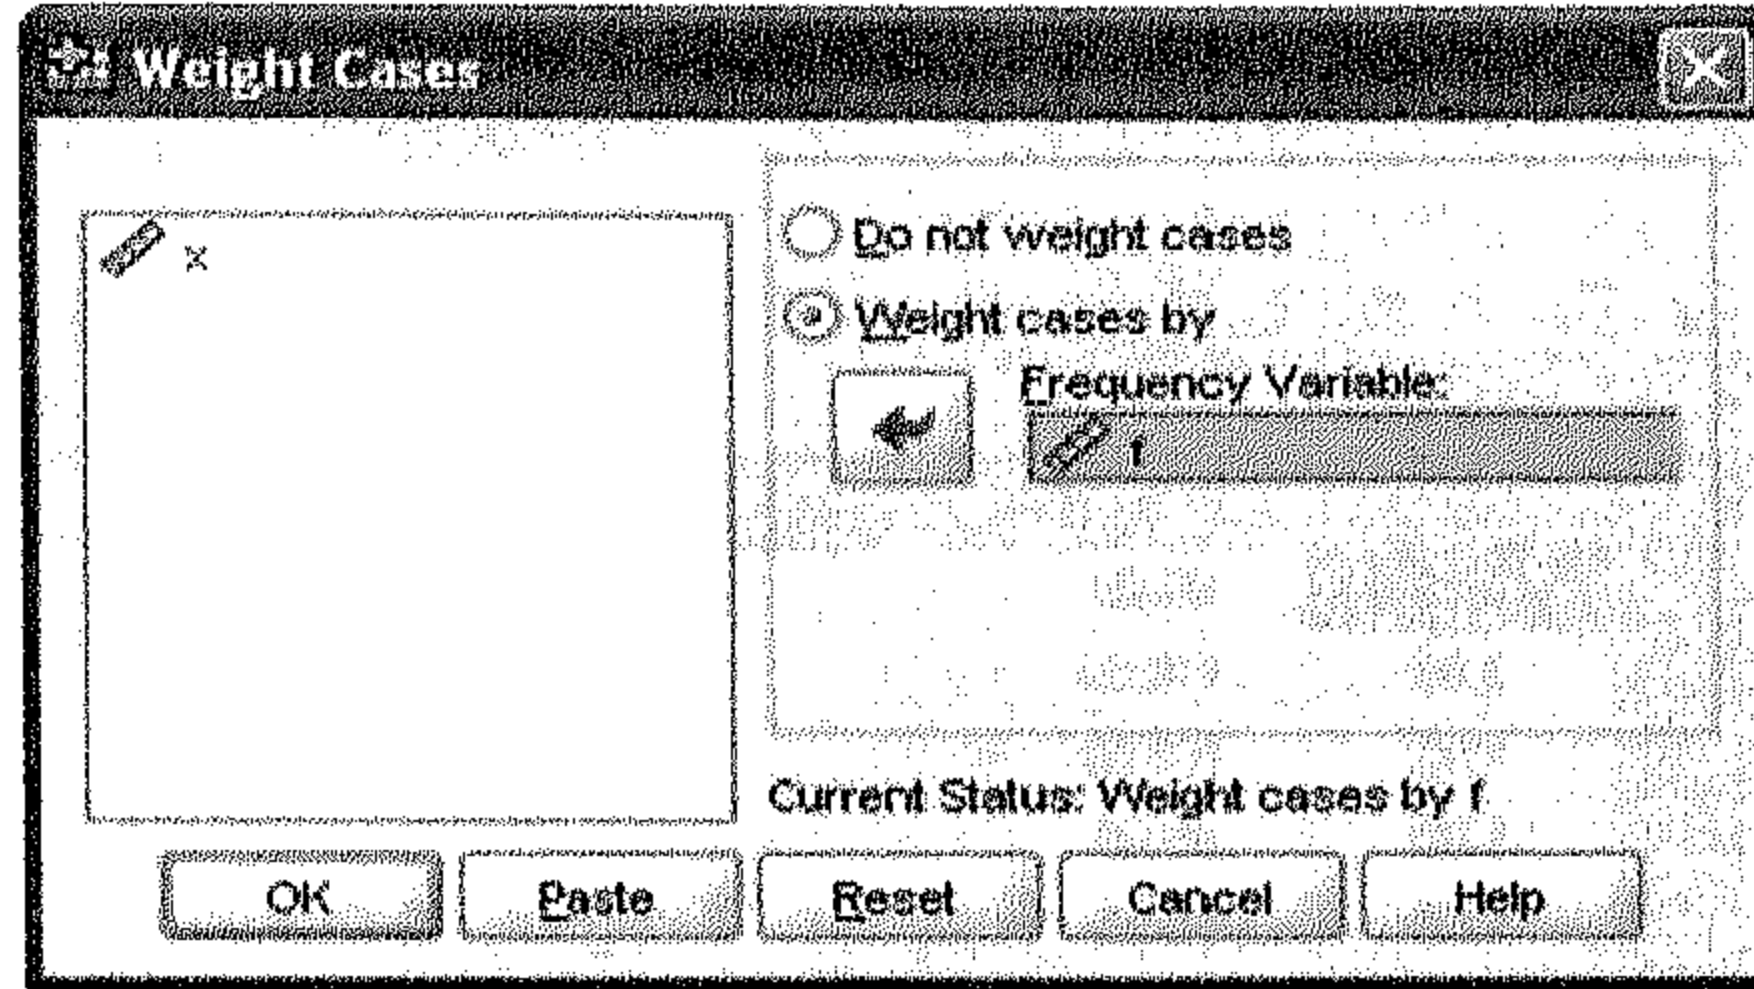 Weight Cases
x
Do not weight cases
Weight cases by
Frequency Variable:
f
Current Status: Weight cases by f
OK Paste Reset Cancel Help